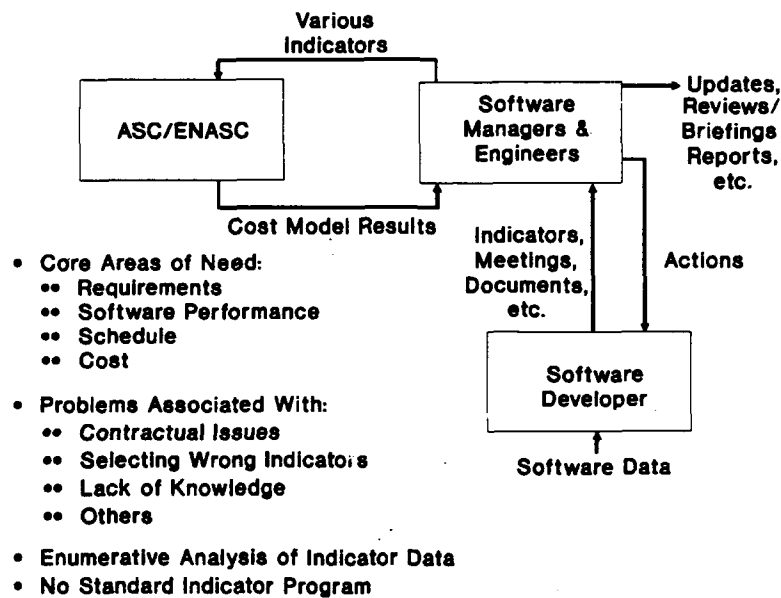 Various
Indicators
ASC/ENASC
Software
Managers &
Engineers
Updates,
Reviews/
Briefings
Reports,
etc.
Cost Model Results
Indicators,
Meetings,
Documents,
etc.
Actions
Software
Developer
Software Data
• Core Areas of Need:
•• Requirements
•• Software Performance
•• Schedule
•• Cost
• Problems Associated With:
•• Contractual Issues
•• Selecting Wrong Indicators
•• Lack of Knowledge
•• Others
• Enumerative Analysis of Indicator Data
• No Standard Indicator Program